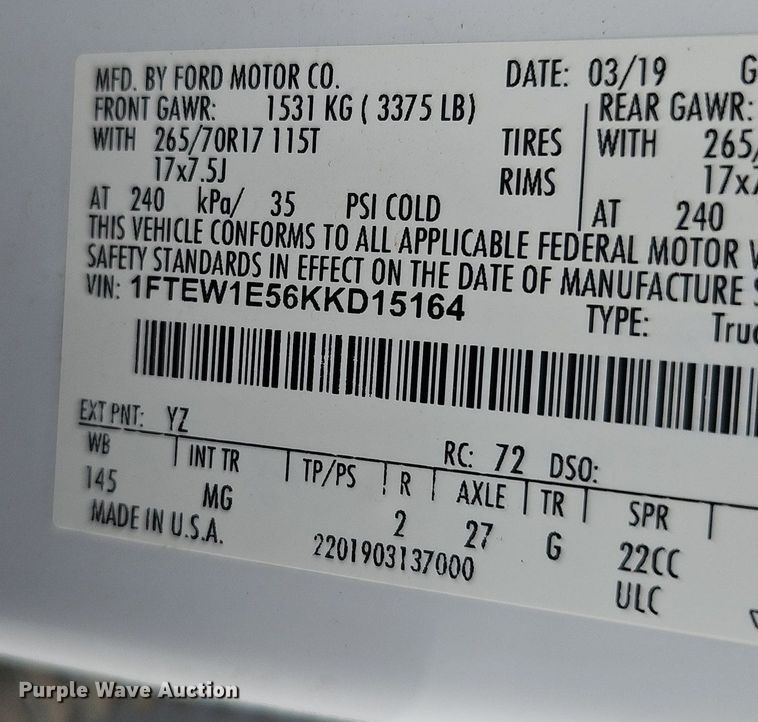 MFD. BY FORD MOTOR CO. DATE: 03/19 G
FRONT GAWR: 1531 KG ( 3375 LB) REAR GAWR:
WITH 265/70R17 115T TIRES WITH 265/
17x7.5J RIMS 17x7
AT 240 kPa/ 35 PSI COLD AT 240
THIS VEHICLE CONFORMS TO ALL APPLICABLE FEDERAL MOTOR V
SAFETY STANDARDS IN EFFECT ON THE DATE OF MANUFACTURE S
VIN: 1FTEW1E56KKD15164
TYPE: Truc
EXT PNT: YZ RC: 72 DSO:
WB INT TR TP/PS R AXLE TR SPR
145 MG 2 27 G 22CC
MADE IN U.S.A. 2201903137000 ULC
Purple Wave Auction